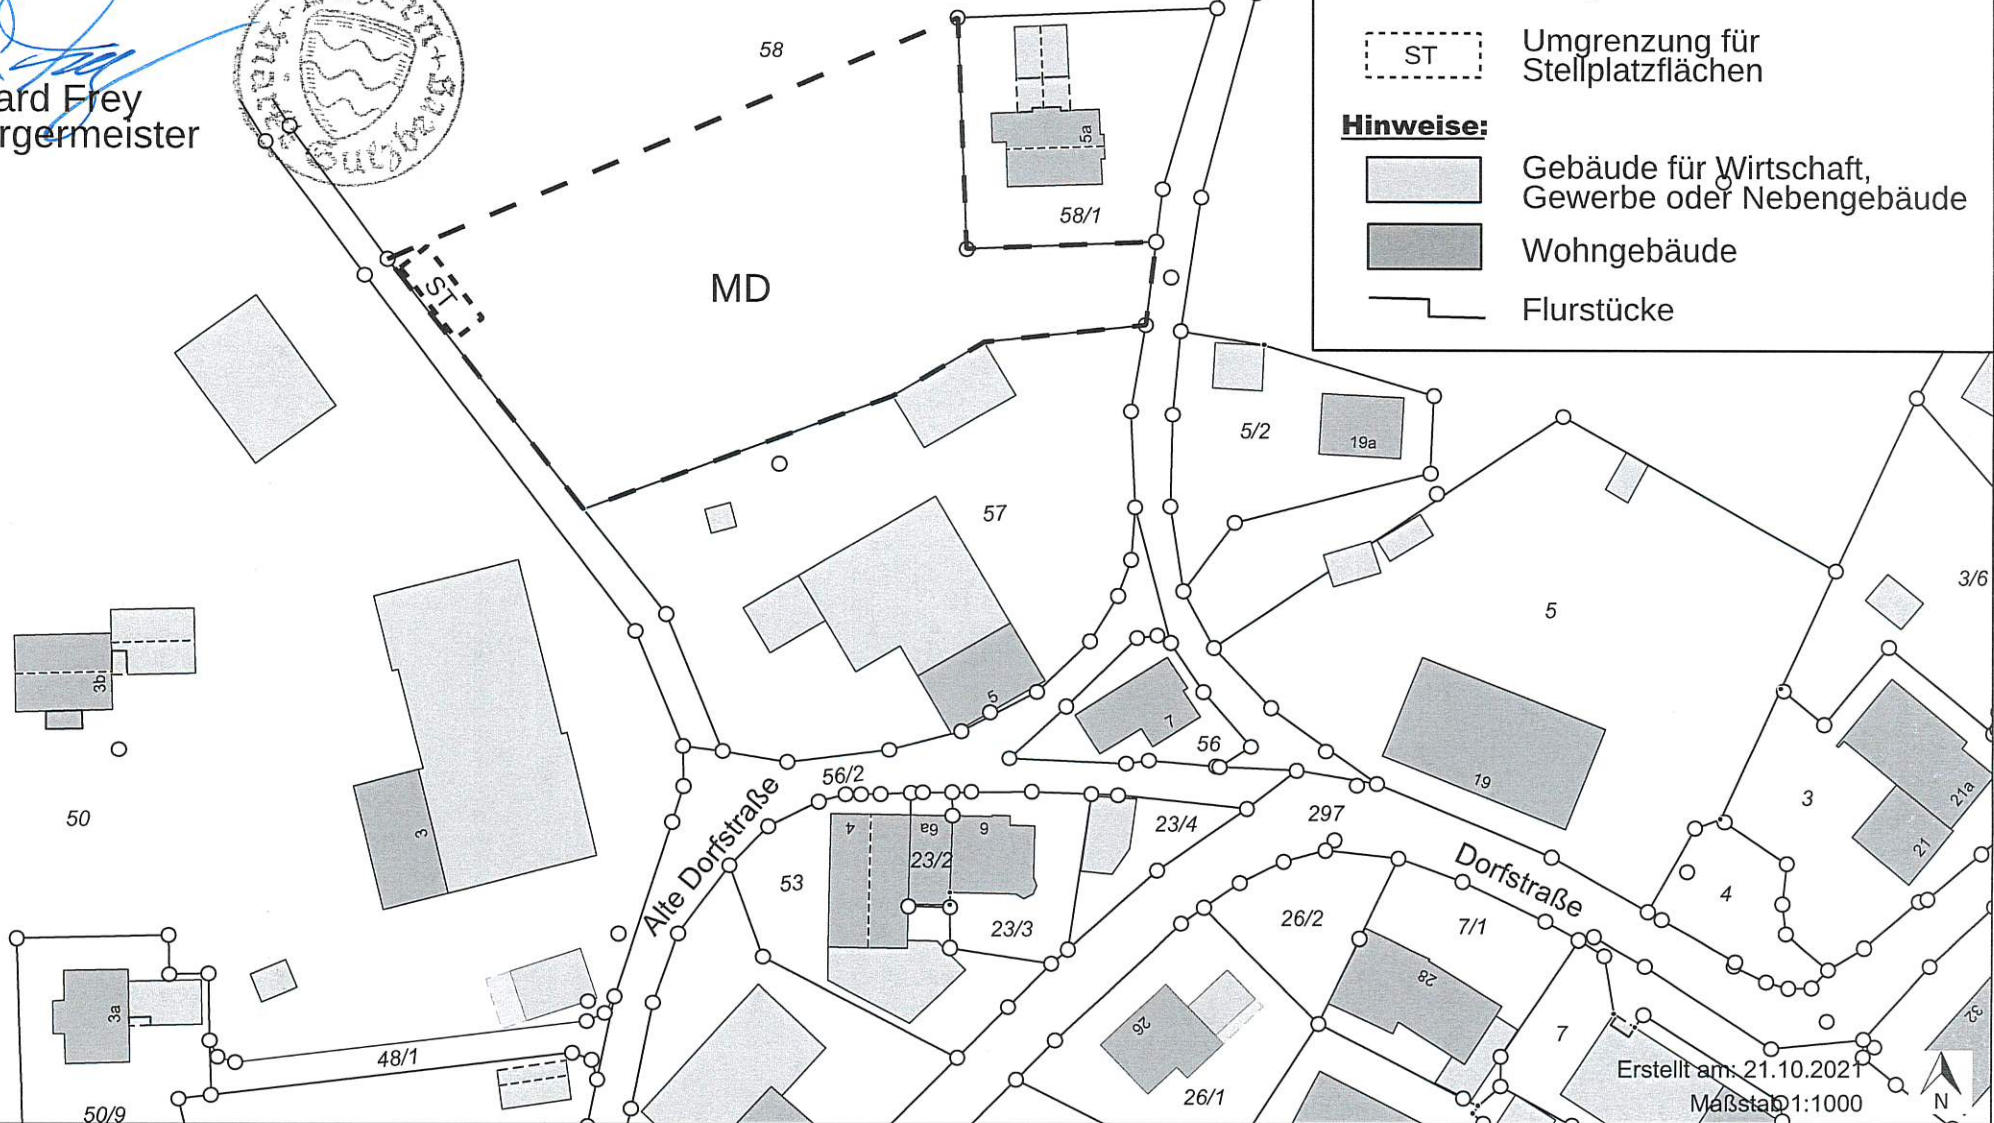 ard Frey
rgermeister
Sulzberg
58
5a
58/1
ST
MD
ST
Umgrenzung für
Stellplatzflächen
Hinweise:
Gebäude für Wirtschaft,
Gewerbe oder Nebengebäude
Wohngebäude
Flurstücke
5/2
19a
57
5
3/6
3b
5
7
56
19
3
21a
21
50
3
56/2
Alte Dorfstraße
4
6a
6
23/2
23/4
297
53
23/3
Dorfstraße
4
26/2
7/1
28
3a
26
7
32
48/1
50/9
26/1
Erstellt am: 21.10.2021
Maßstab 1:1000
N